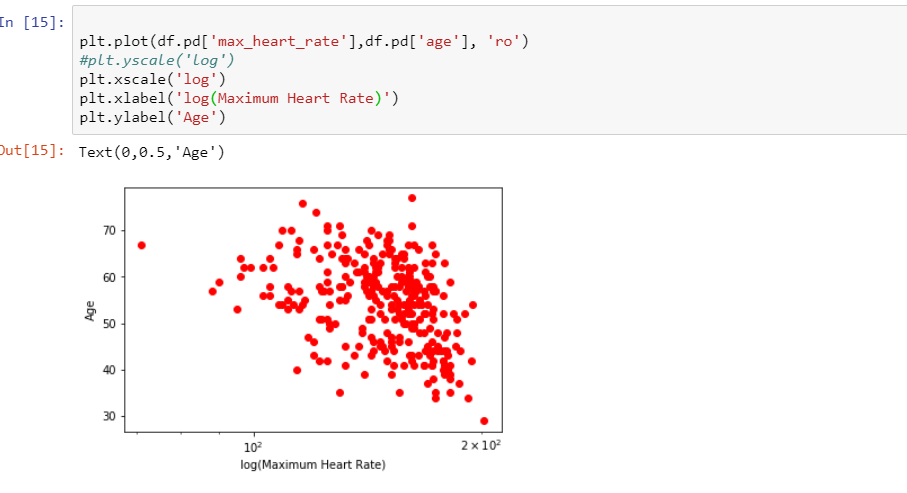 In [15]:
plt.plot(df.pd['max_heart_rate'],df.pd['age'], 'ro')
#plt.yscale('log')
plt.xscale('log')
plt.xlabel('log(Maximum Heart Rate)')
plt.ylabel('Age')
Out[15]: Text(0,0.5,'Age')
70
60
50
40
30
Age
10² 2 × 10²
log(Maximum Heart Rate)